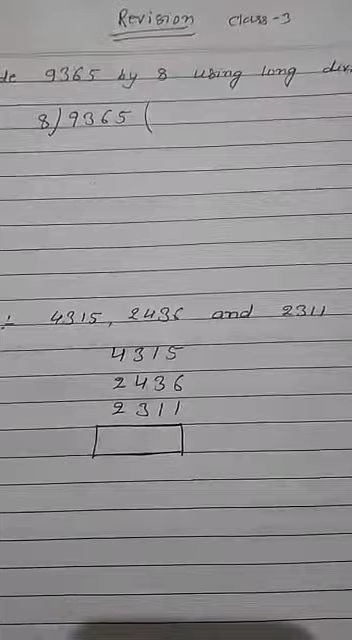 Revision Class-3
de 9365 by 8 using long div
8)9365(
:- 4315, 2436 and 2311
4315
2436
2311